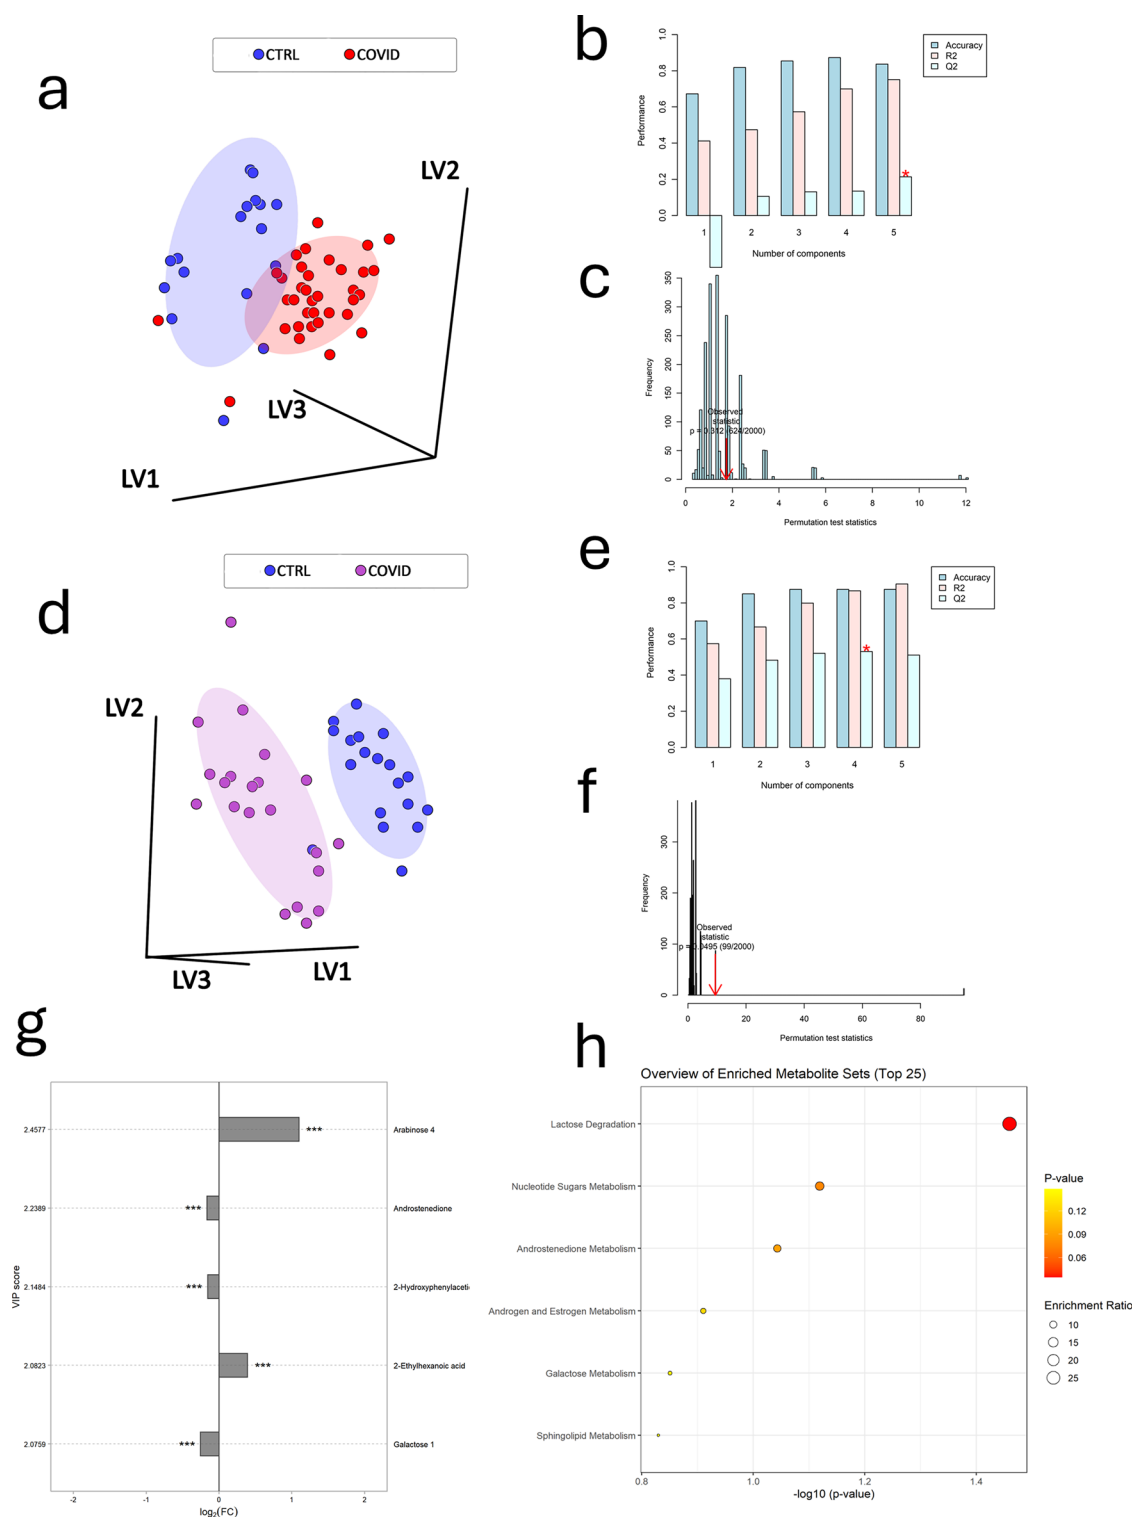 a
CTRL
COVID
LV2
LV3
LV1
b
Accuracy
R2
Q2
Performance
1.0
0.8
0.6
0.4
0.2
0.0
*
1 2 3 4 5
Number of components
c
Frequency
350
300
250
200
150
100
50
0
Observed
statistic
p = 0.312 (624/2000)
0 2 4 6 8 10 12
Permutation test statistics
d
CTRL
COVID
LV2
LV3
LV1
e
Accuracy
R2
Q2
Performance
1.0
0.8
0.6
0.4
0.2
0.0
*
1 2 3 4 5
Number of components
f
Frequency
300
200
100
0
Observed
statistic
p = 0.0495 (99/2000)
0 20 40 60 80
Permutation test statistics
g
VIP score
2.4577 *** Arabinose 4
2.2389 *** Androstenedione
2.1484 *** 2-Hydroxyphenylaceti
2.0823 *** 2-Ethylhexanoic acid
2.0759 *** Galactose 1
-2 -1 0 1 2
log2(FC)
h
Overview of Enriched Metabolite Sets (Top 25)
Lactose Degradation
Nucleotide Sugars Metabolism
Androstenedione Metabolism
Androgen and Estrogen Metabolism
Galactose Metabolism
Sphingolipid Metabolism
0.8 1.0 1.2 1.4
-log10 (p-value)
P-value
0.12
0.09
0.06
Enrichment Ratio
10
15
20
25